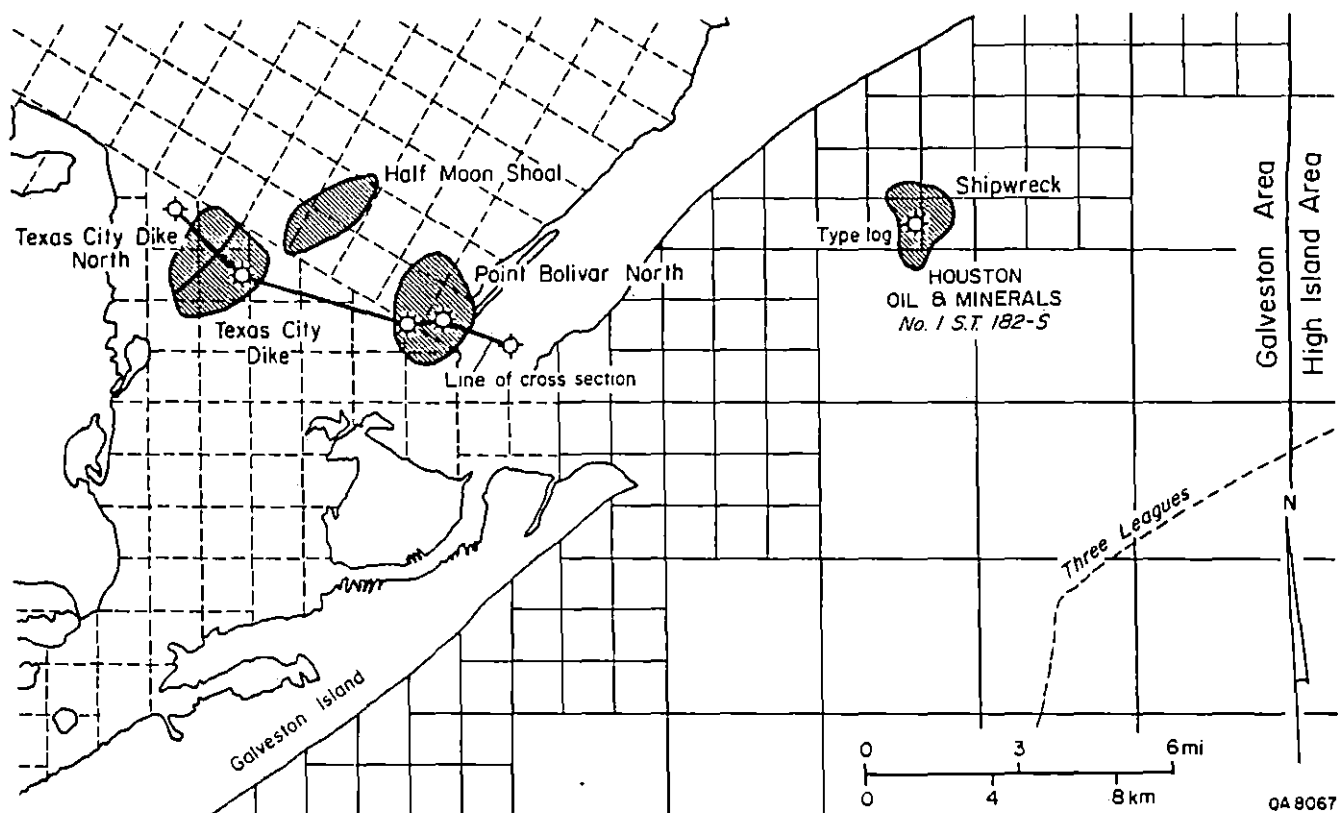 Half Moon Shoal
Shipwreck
Texas City Dike
North
Type log
Point Bolivar North
HOUSTON
OIL & MINERALS
No. 1 S.T. 182-S
Texas City
Dike
Line of cross section
Galveston Area
High Island Area
Three Leagues
N
Galveston Island
0 3 6 mi
0 4 8 km
QA 8067